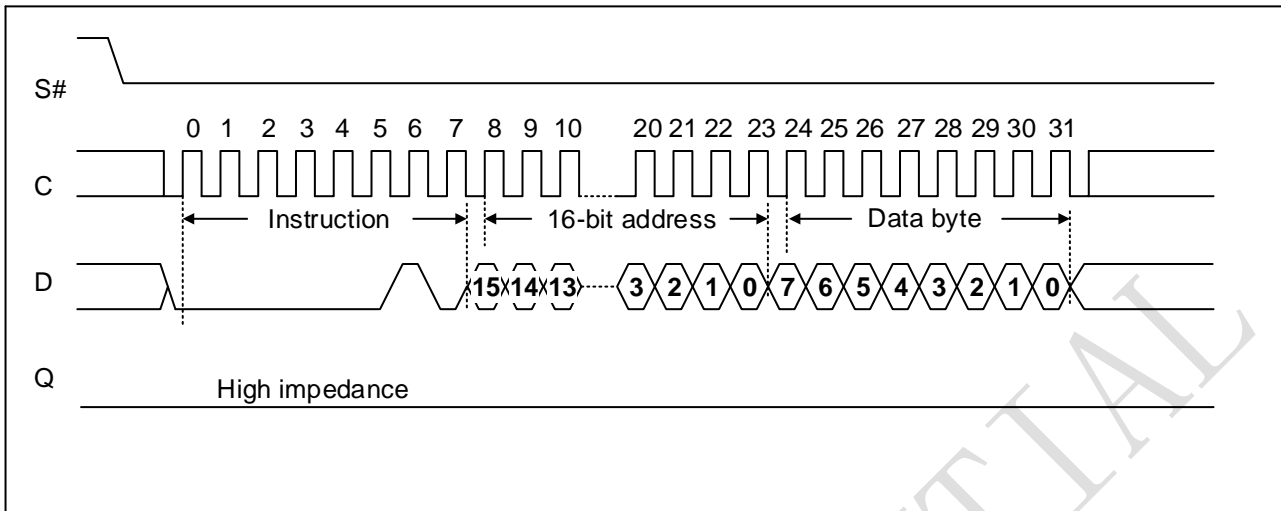 S#
0 1 2 3 4 5 6 7 8 9 10 20 21 22 23 24 25 26 27 28 29 30 31
C
Instruction 16-bit address Data byte
D
15 14 13 3 2 1 0 7 6 5 4 3 2 1 0
Q
High impedance
TIAL